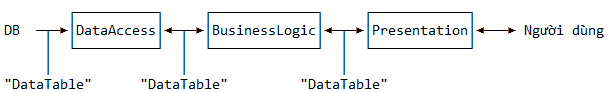 DB DataAccess BusinessLogic Presentation Người dùng
"DataTable" "DataTable" "DataTable"